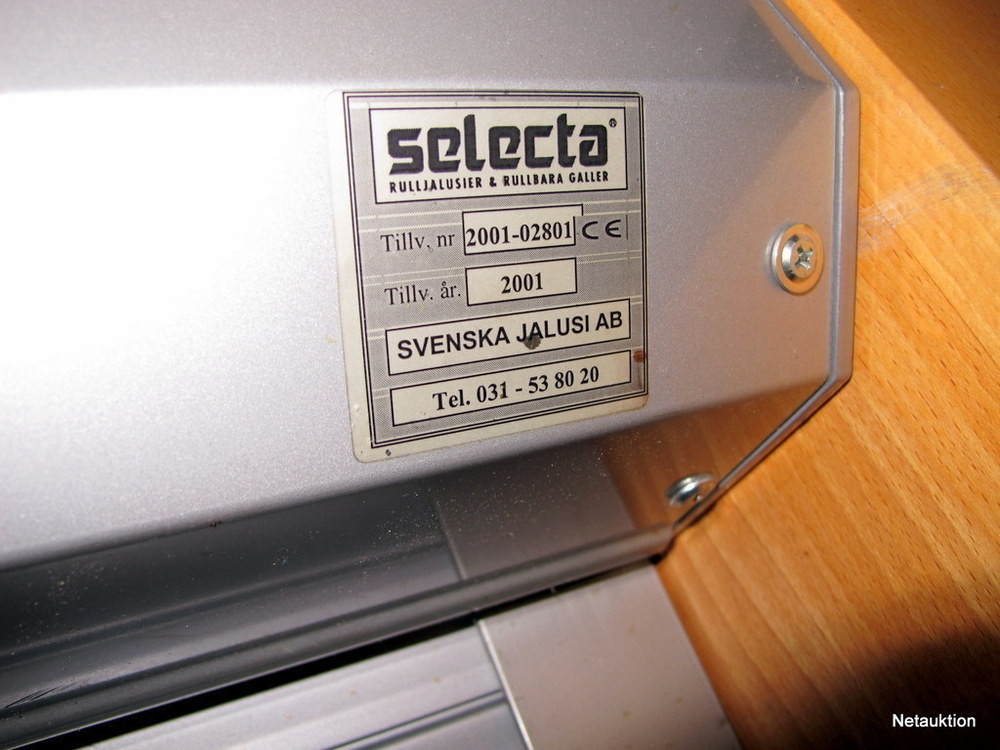 selecta®
RULLJALUSIER & RULLBARA GALLER
Tillv. nr 2001-02801 CE
Tillv. år. 2001
SVENSKA JALUSI AB
Tel. 031 - 53 80 20
Netauktion